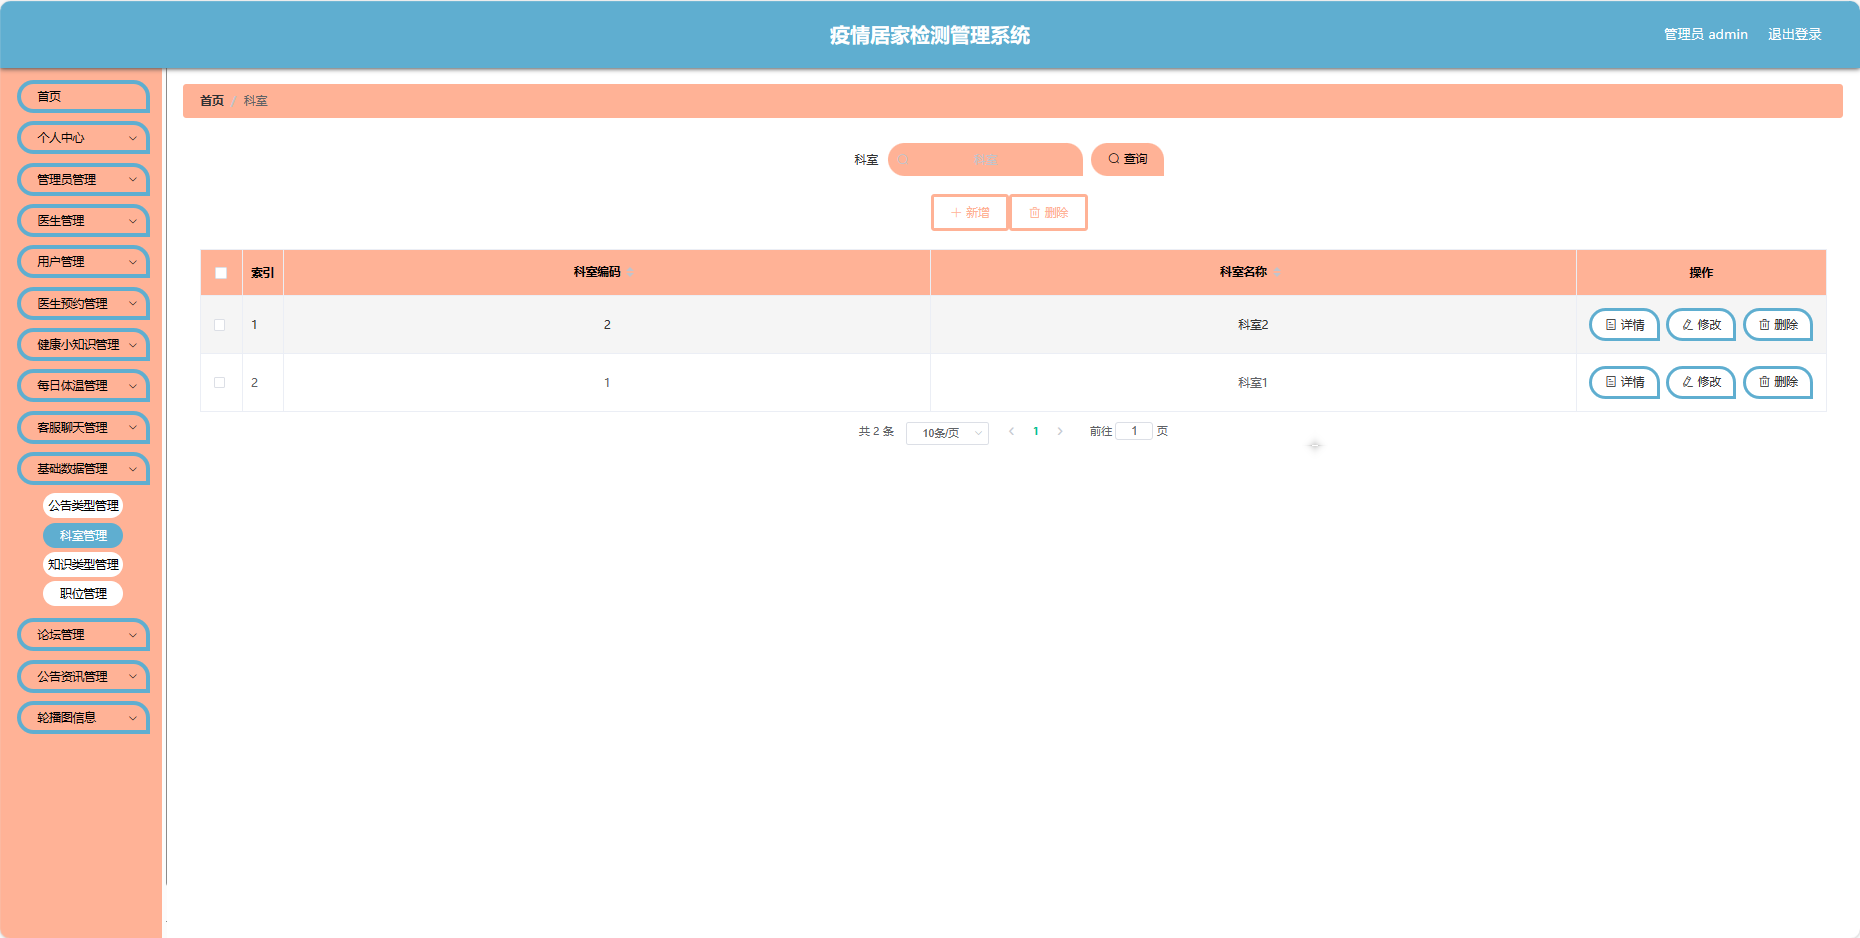 疫情居家检测管理系统
管理员 admin
退出登录
首页
个人中心
管理员管理
医生管理
用户管理
医生预约管理
健康小知识管理
每日体温管理
客服聊天管理
基础数据管理
公告类型管理
科室管理
知识类型管理
职位管理
论坛管理
公告资讯管理
轮播图信息
首页 / 科室
科室 科室 查询
新增 删除
索引 科室编码 科室名称 操作
1 2 科室2 详情 修改 删除
2 1 科室1 详情 修改 删除
共 2 条 10条/页 1 前往 1 页